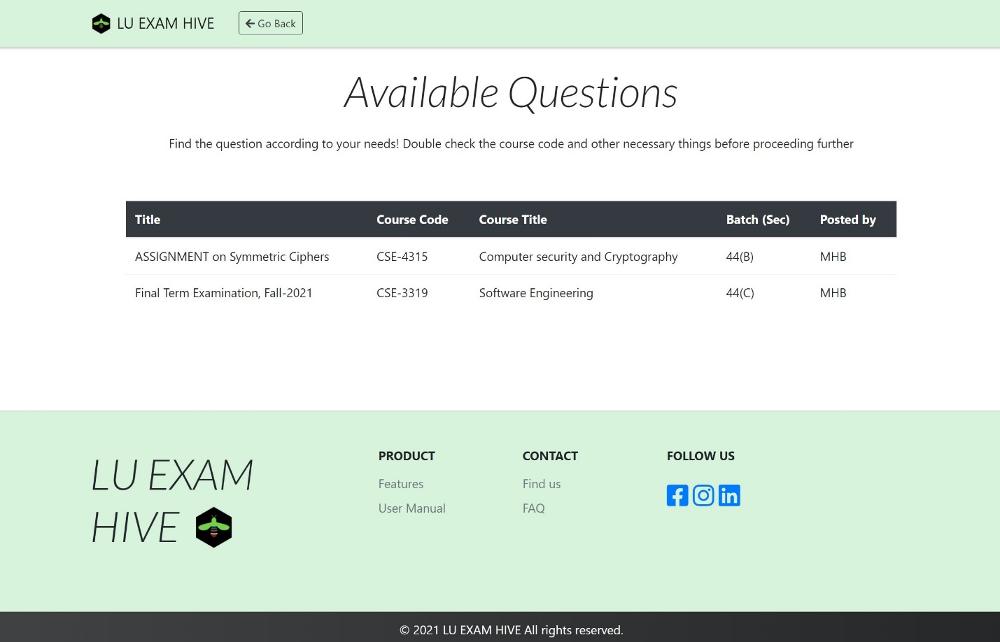 LU EXAM HIVE
Go Back
Available Questions
Find the question according to your needs! Double check the course code and other necessary things before proceeding further
Title Course Code Course Title Batch (Sec) Posted by
ASSIGNMENT on Symmetric Ciphers CSE-4315 Computer security and Cryptography 44(B) MHB
Final Term Examination, Fall-2021 CSE-3319 Software Engineering 44(C) MHB
LU EXAM
HIVE
PRODUCT
Features
User Manual
CONTACT
Find us
FAQ
FOLLOW US
© 2021 LU EXAM HIVE All rights reserved.